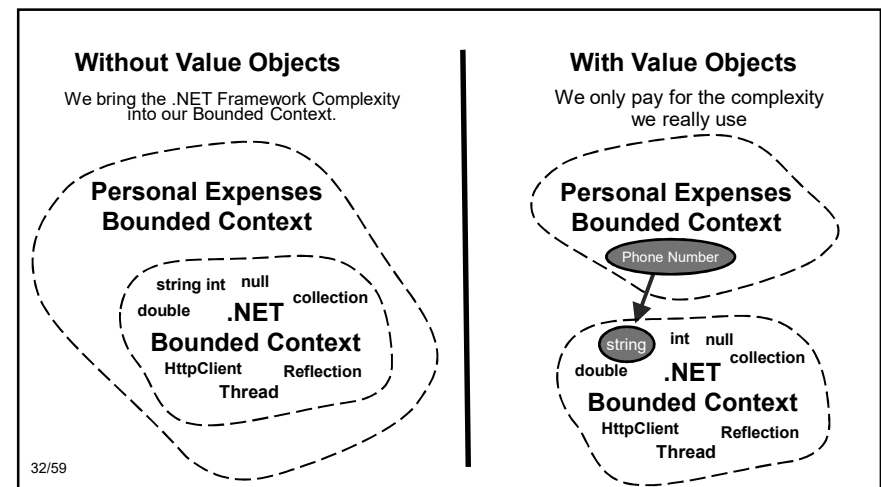 Without Value Objects
We bring the .NET Framework Complexity
into our Bounded Context.
Personal Expenses
Bounded Context
string int null
double .NET collection
Bounded Context
HttpClient Reflection
Thread
32/59
With Value Objects
We only pay for the complexity
we really use
Personal Expenses
Bounded Context
Phone Number
string int null
double .NET collection
Bounded Context
HttpClient Reflection
Thread